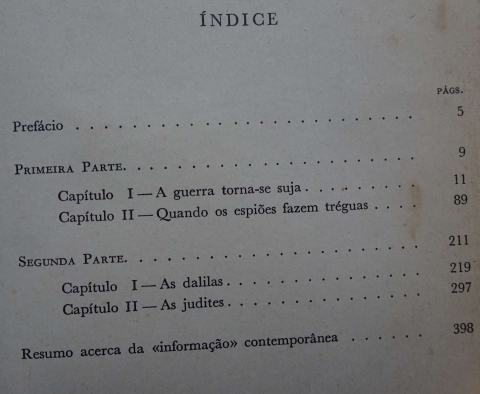 ÍNDICE
PÁGS.
Prefácio . . . . . . . . . . . . . . . . . . . . . . . . 5
PRIMEIRA PARTE. . . . . . . . . . . . . . . . . . . . . 9
Capítulo I — A guerra torna-se suja . . . . . . . . 11
Capítulo II — Quando os espiões fazem tréguas . . . . 89
SEGUNDA PARTE. . . . . . . . . . . . . . . . . . . . . 211
Capítulo I — As dalilas. . . . . . . . . . . . . . 219
Capítulo II — As judites. . . . . . . . . . . . . . 297
Resumo acerca da «informação» contemporânea . . . . . . 398